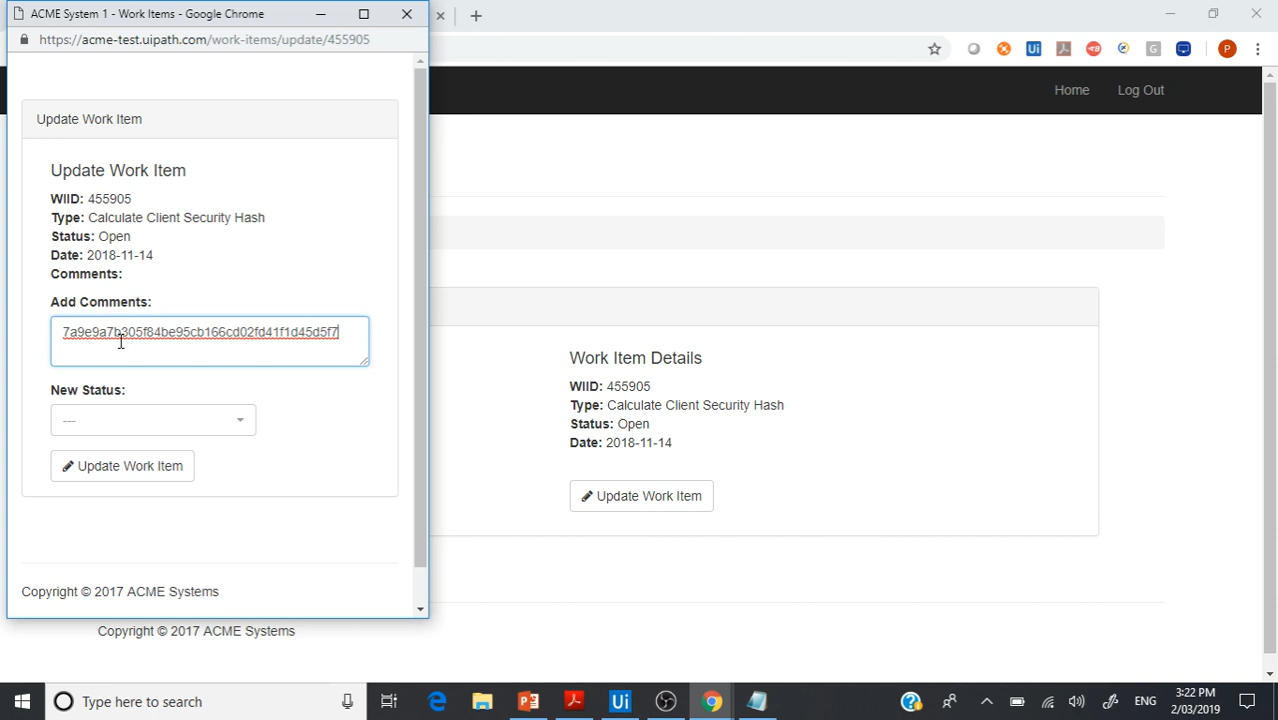 ACME System 1 - Work Items - Google Chrome
https://acme-test.uipath.com/work-items/update/455905
Home
Log Out
Update Work Item
Update Work Item
WIID: 455905
Type: Calculate Client Security Hash
Status: Open
Date: 2018-11-14
Comments:
Add Comments:
7a9e9a7b305f84be95cb166cd02fd41f1d45d5f7
New Status:
---
Update Work Item
Copyright © 2017 ACME Systems
Work Item Details
WIID: 455905
Type: Calculate Client Security Hash
Status: Open
Date: 2018-11-14
Update Work Item
Copyright © 2017 ACME Systems
Type here to search
Ui
ENG
3:22 PM
2/03/2019